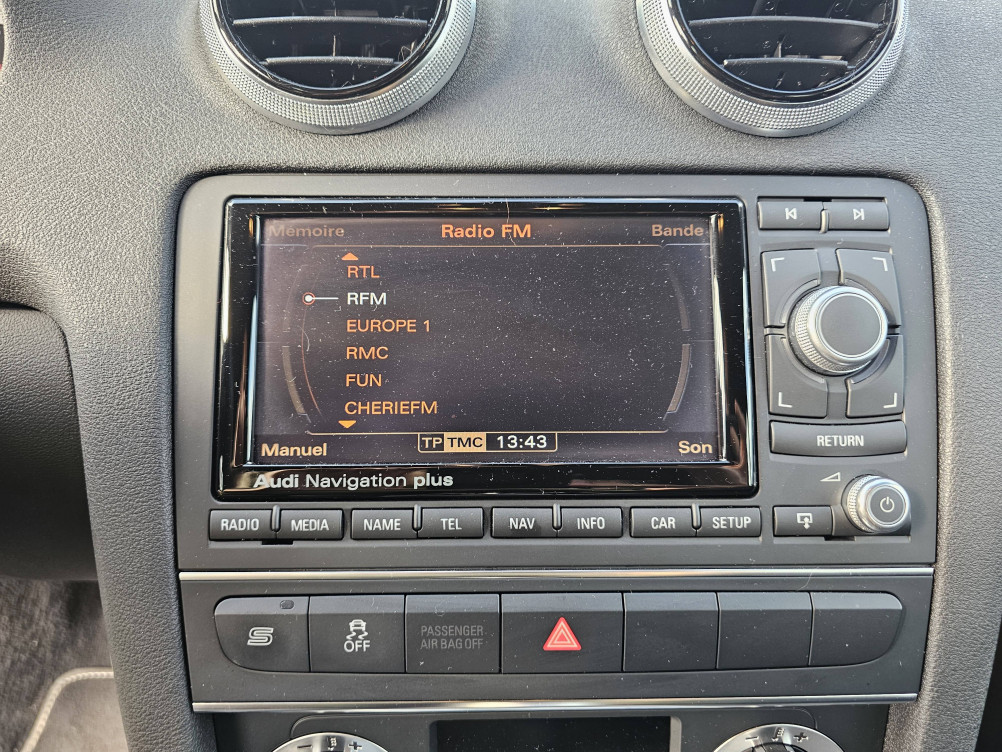 Mémoire Radio FM Bande
RTL
RFM
EUROPE 1
RMC
FUN
CHERIEFM
Manuel TP TMC 13:43 Son
Audi Navigation plus
RETURN
RADIO MEDIA NAME TEL NAV INFO CAR SETUP
S OFF PASSENGER
AIR BAG OFF